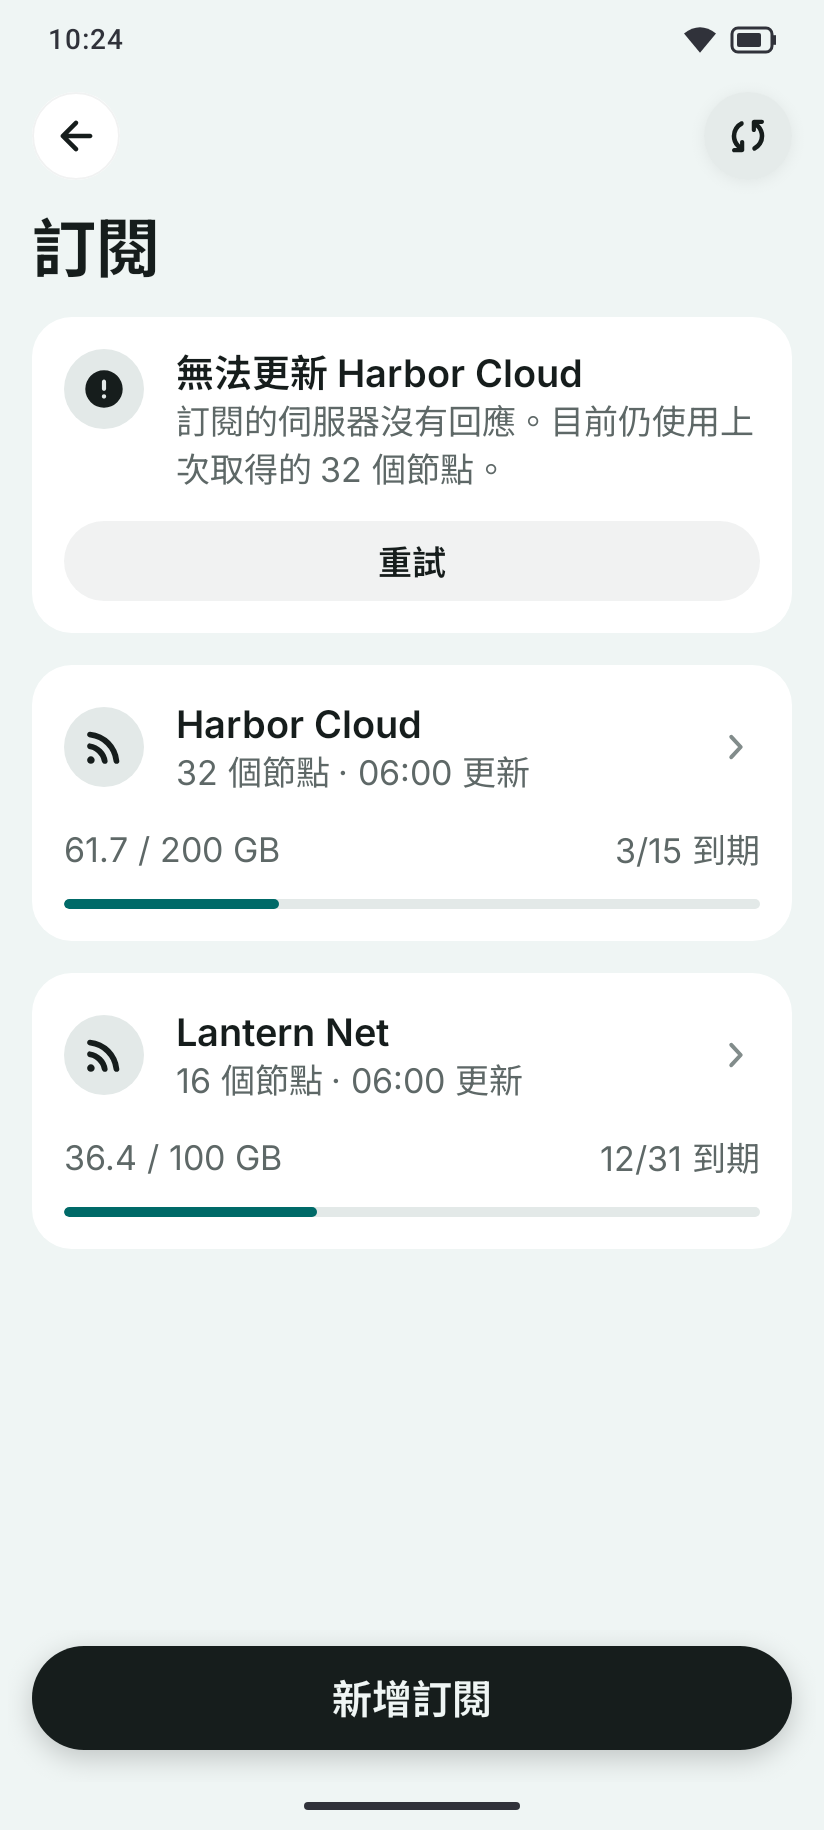 10:24
訂閱
無法更新 Harbor Cloud
訂閱的伺服器沒有回應。目前仍使用上
次取得的 32 個節點。
重試
Harbor Cloud
32 個節點 · 06:00 更新
61.7 / 200 GB
3/15 到期
Lantern Net
16 個節點 · 06:00 更新
36.4 / 100 GB
12/31 到期
新增訂閱